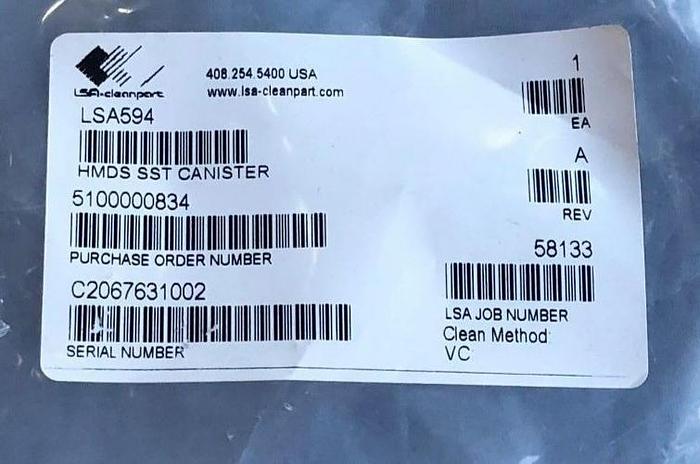 LSA-cleanpart
408.254.5400 USA
www.lsa-cleanpart.com
LSA594
HMDS SST CANISTER
5100000834
PURCHASE ORDER NUMBER
C2067631002
SERIAL NUMBER
1
EA
A
REV
58133
LSA JOB NUMBER
Clean Method:
VC